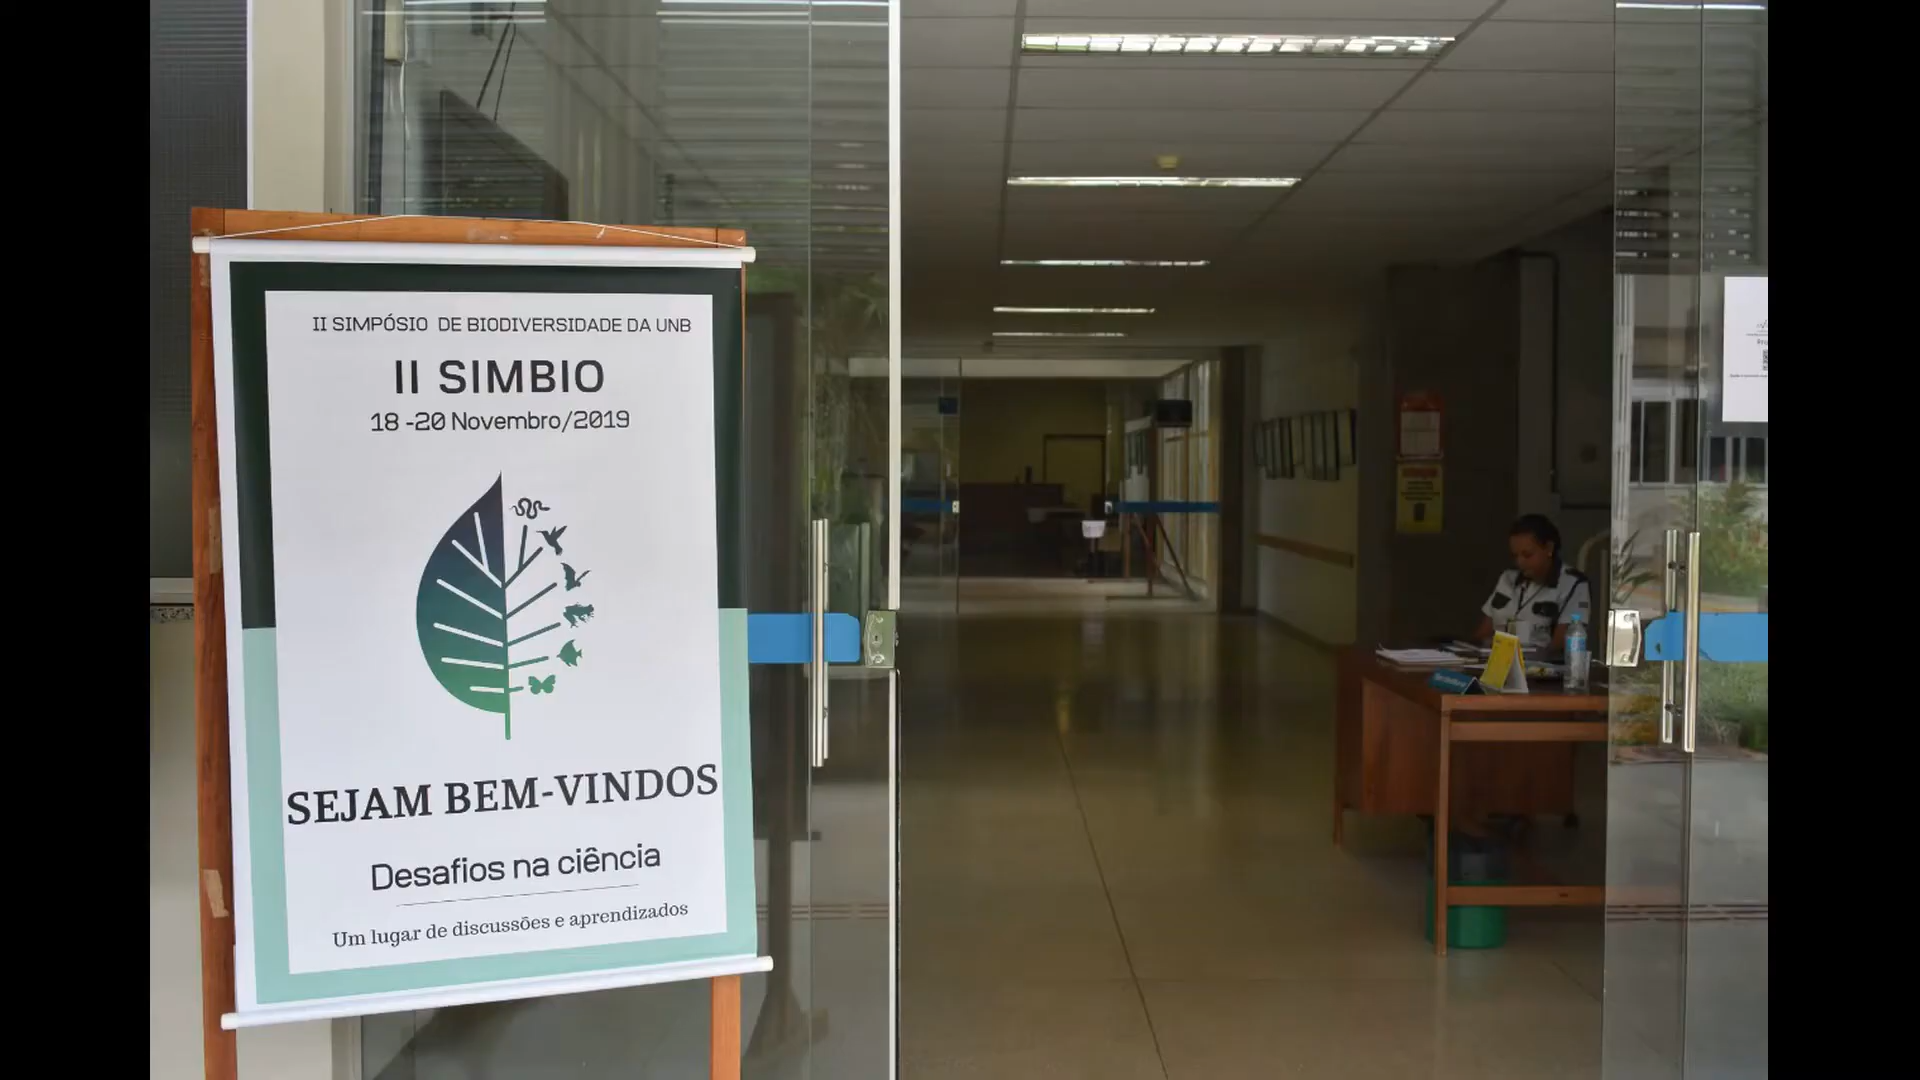 II SIMPÓSIO DE BIODIVERSIDADE DA UNB
II SIMBIO
18 -20 Novembro/2019
SEJAM BEM-VINDOS
Desafios na ciência
Um lugar de discussões e aprendizados